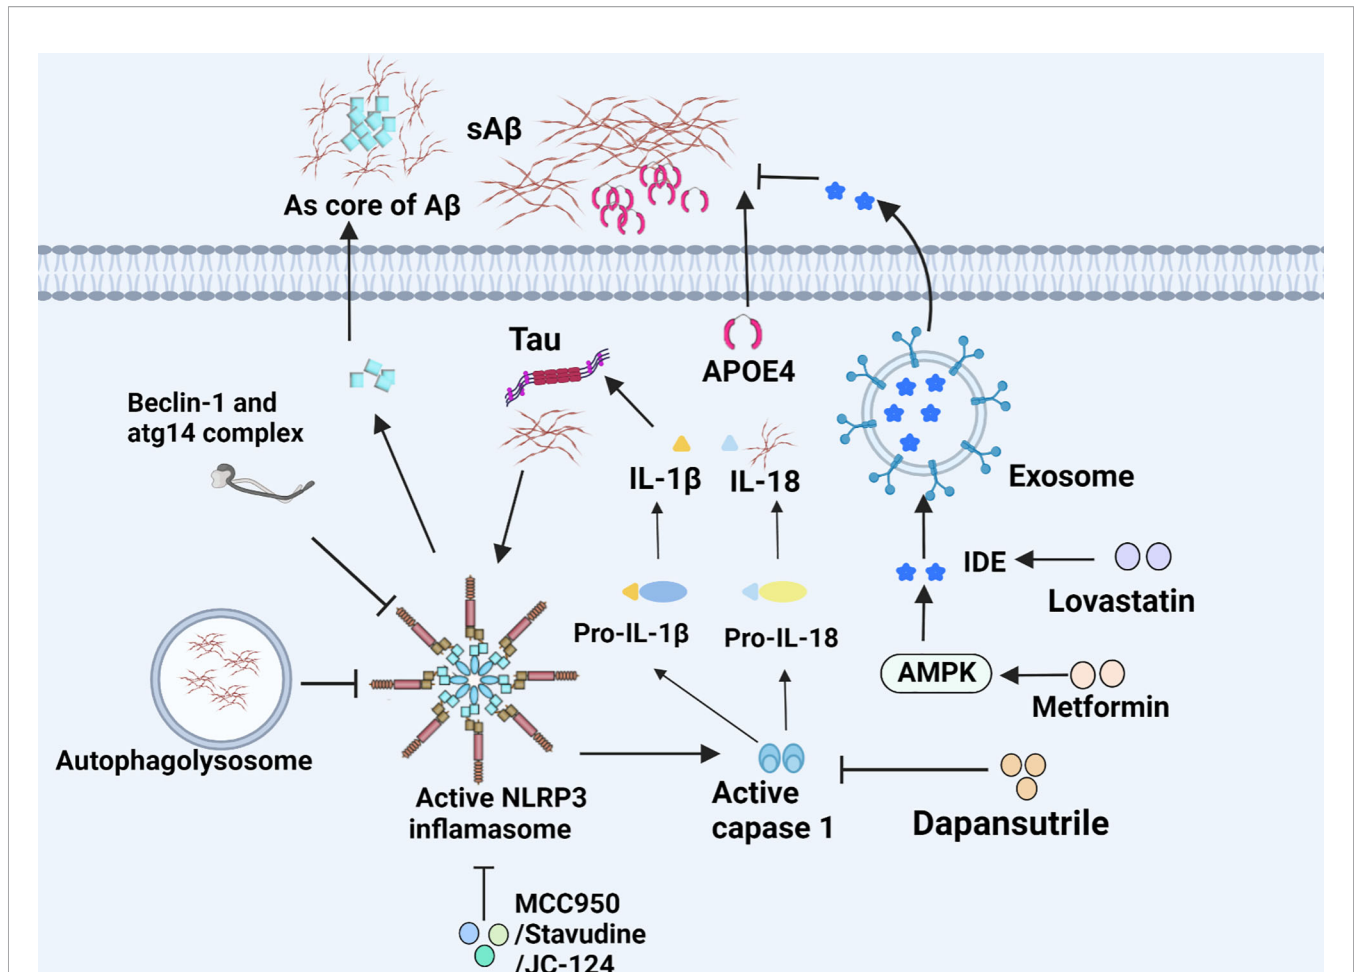 sAβ
As core of Aβ
Tau
APOE4
Beclin-1 and
atg14 complex
IL-1β
IL-18
Exosome
IDE
Lovastatin
Pro-IL-1β
Pro-IL-18
AMPK
Metformin
Autophagolysosome
Active NLRP3
inflamasome
Active
capase 1
Dapansutrile
MCC950
/Stavudine
/JC-124